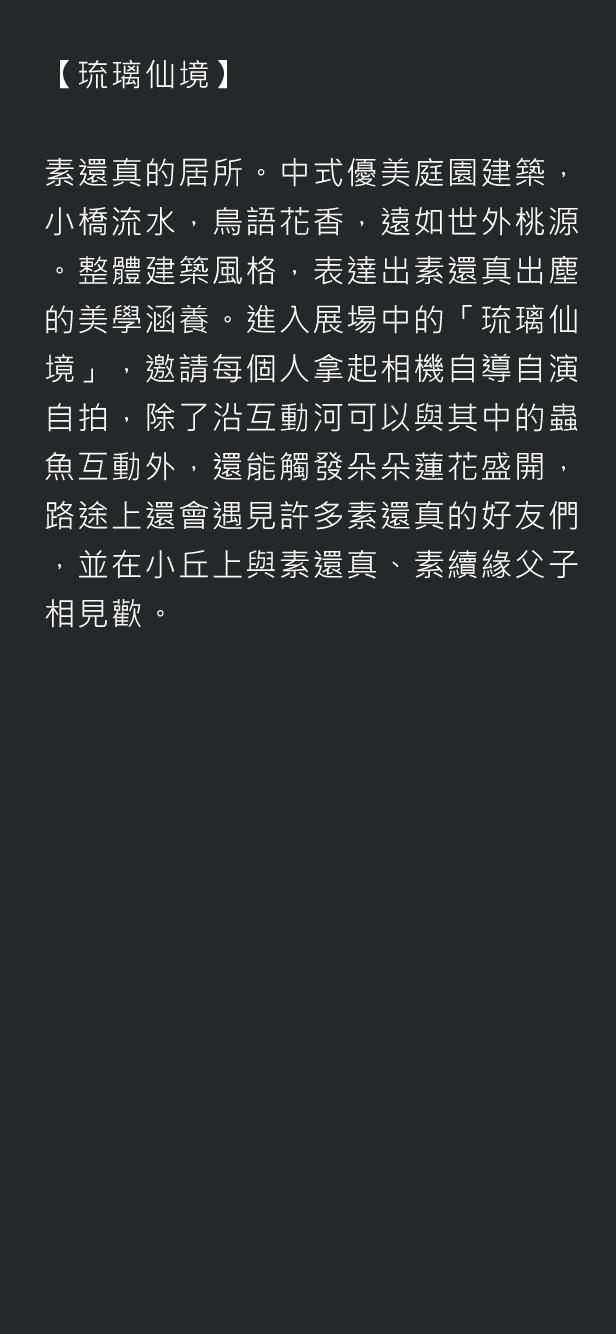 【琉璃仙境】
素還真的居所。中式優美庭園建築，
小橋流水，鳥語花香，遠如世外桃源
。整體建築風格，表達出素還真出塵
的美學涵養。進入展場中的「琉璃仙
境」，邀請每個人拿起相機自導自演
自拍，除了沿互動河可以與其中的蟲
魚互動外，還能觸發朵朵蓮花盛開，
路途上還會遇見許多素還真的好友們
，並在小丘上與素還真、素續緣父子
相見歡。